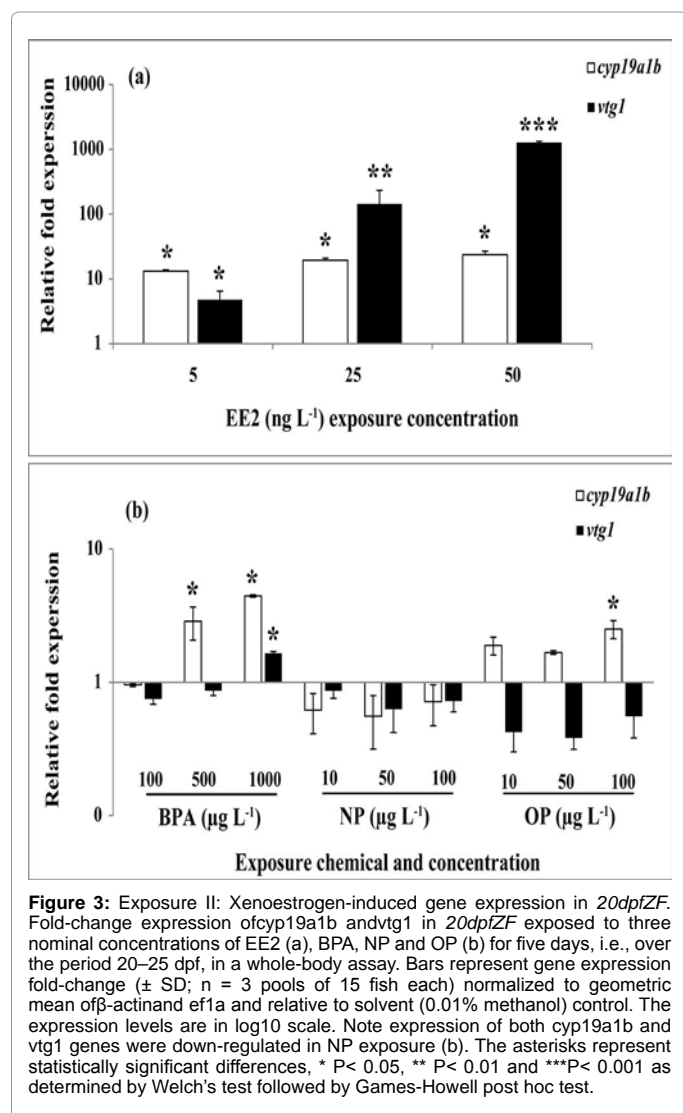 (a)
cyp19a1b
vtg1
Relative fold experssion
10000
1000
100
10
1
*
*
*
**
*
***
5
25
50
EE2 (ng L-1) exposure concentration
(b)
cyp19a1b
vtg1
Relative fold experssion
10
1
0
*
*
*
*
100 500 1000 10 50 100 10 50 100
BPA (µg L-1) NP (µg L-1) OP (µg L-1)
Exposure chemical and concentration
Figure 3: Exposure II: Xenoestrogen-induced gene expression in 20dpfZF.
Fold-change expression ofcyp19a1b andvtg1 in 20dpfZF exposed to three
nominal concentrations of EE2 (a), BPA, NP and OP (b) for five days, i.e., over
the period 20–25 dpf, in a whole-body assay. Bars represent gene expression
fold-change (± SD; n = 3 pools of 15 fish each) normalized to geometric
mean ofβ-actinand ef1a and relative to solvent (0.01% methanol) control. The
expression levels are in log10 scale. Note expression of both cyp19a1b and
vtg1 genes were down-regulated in NP exposure (b). The asterisks represent
statistically significant differences, * P< 0.05, ** P< 0.01 and ***P< 0.001 as
determined by Welch’s test followed by Games-Howell post hoc test.